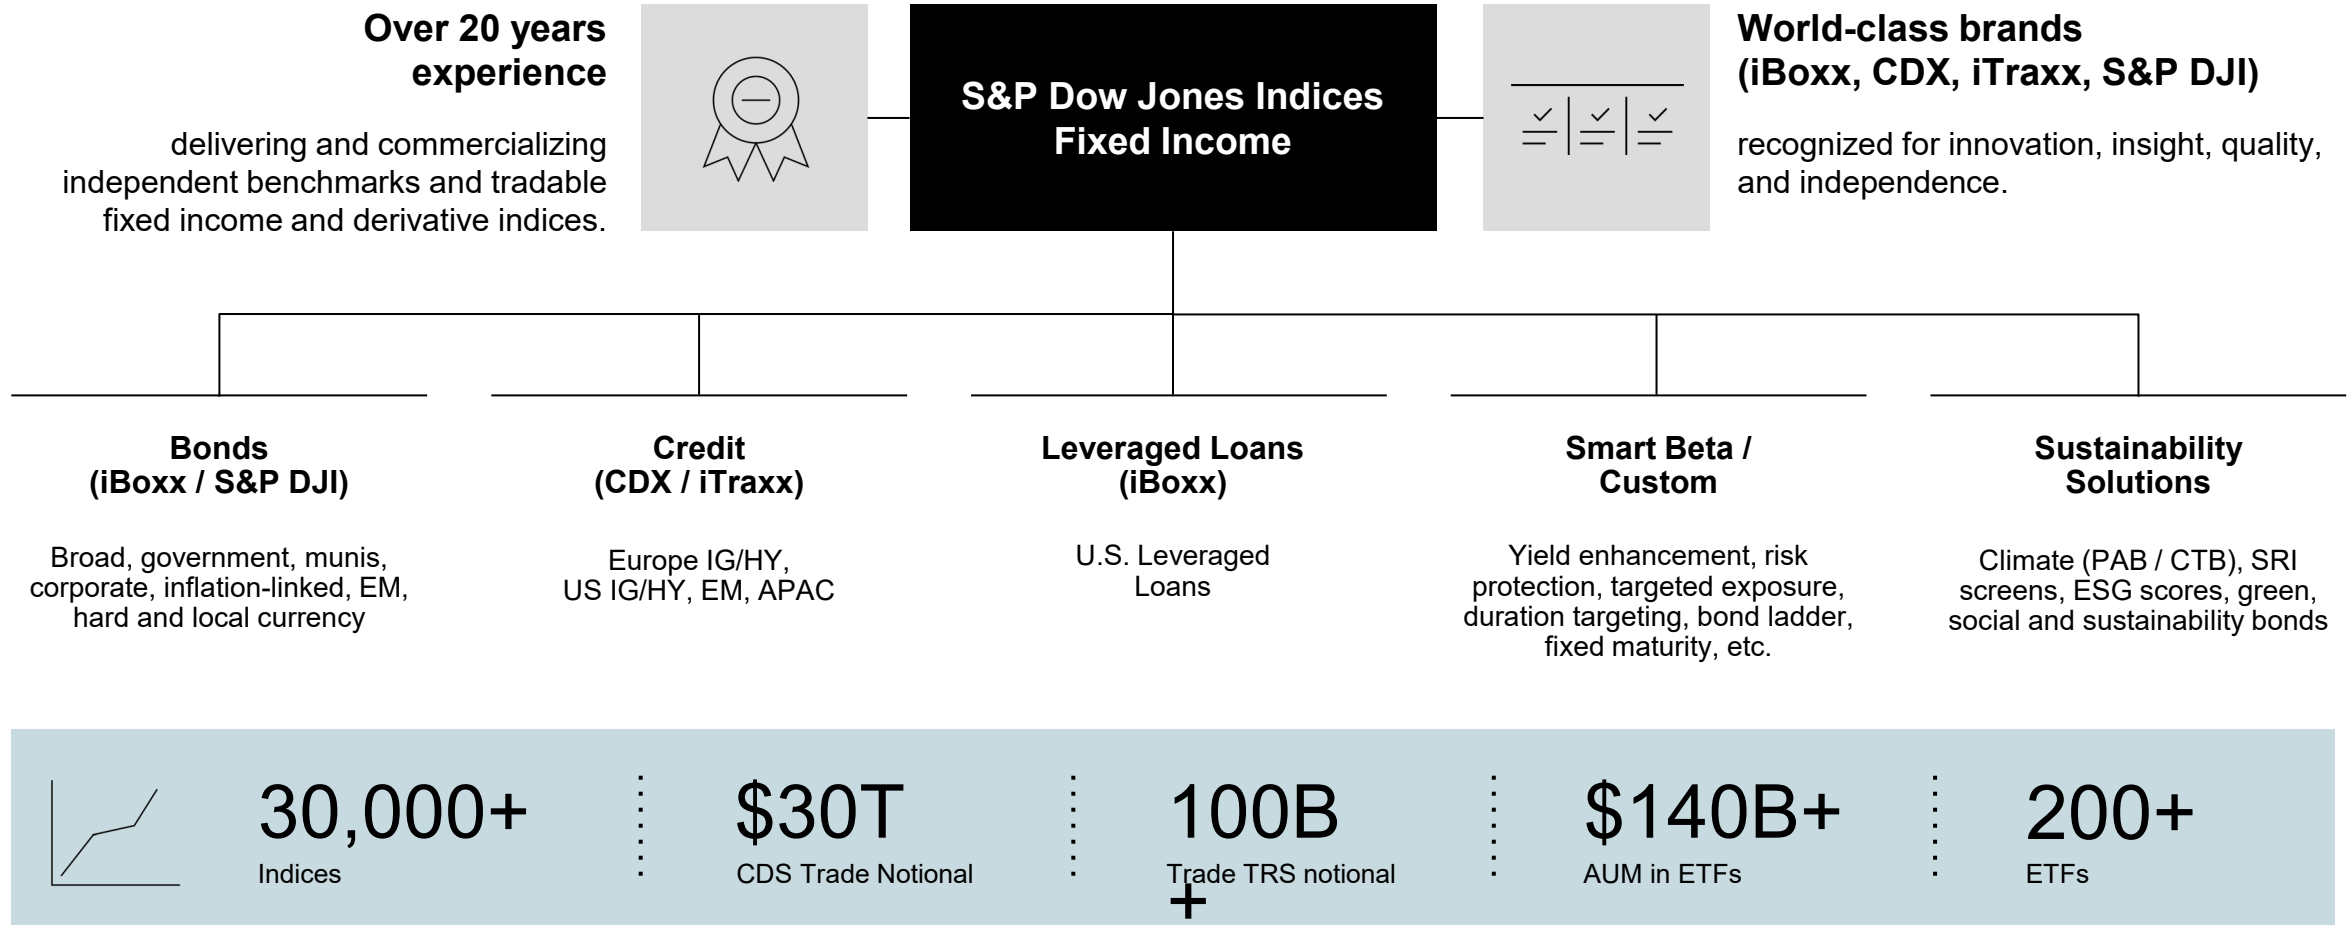 Over 20 years
experience
delivering and commercializing
independent benchmarks and tradable
fixed income and derivative indices.
S&P Dow Jones Indices
Fixed Income
World-class brands
(iBoxx, CDX, iTraxx, S&P DJI)
recognized for innovation, insight, quality,
and independence.
Bonds
(iBoxx / S&P DJI)
Broad, government, munis,
corporate, inflation-linked, EM,
hard and local currency
Credit
(CDX / iTraxx)
Europe IG/HY,
US IG/HY, EM, APAC
Leveraged Loans
(iBoxx)
U.S. Leveraged
Loans
Smart Beta /
Custom
Yield enhancement, risk
protection, targeted exposure,
duration targeting, bond ladder,
fixed maturity, etc.
Sustainability
Solutions
Climate (PAB / CTB), SRI
screens, ESG scores, green,
social and sustainability bonds
30,000+
Indices
$30T
CDS Trade Notional
100B
+
Trade TRS notional
$140B+
AUM in ETFs
200+
ETFs